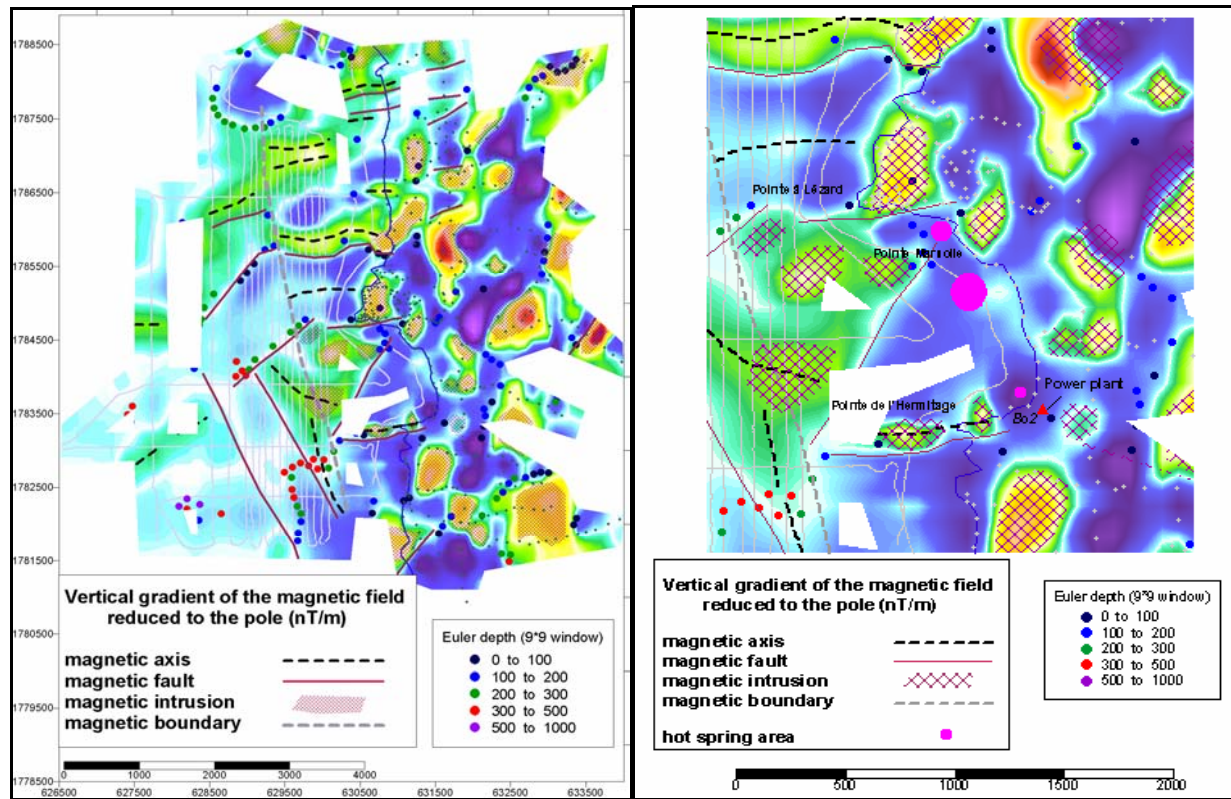 1788500
1787500
1786500
1785500
1784500
1783500
1782500
1781500
1780500
1779500
1778500
Vertical gradient of the magnetic field
reduced to the pole (nT/m)
magnetic axis
magnetic fault
magnetic intrusion
magnetic boundary
Euler depth (9*9 window)
0 to 100
100 to 200
200 to 300
300 to 500
500 to 1000
0 1000 2000 3000 4000
626500 627500 628500 629500 630500 631500 632500 633500
Pointe à Lézard
Pointe Marsolle
Power plant
Pointe de l'Hermitage
Bo2
Vertical gradient of the magnetic field
reduced to the pole (nT/m)
magnetic axis
magnetic fault
magnetic intrusion
magnetic boundary
hot spring area
Euler depth (9*9 window)
0 to 100
100 to 200
200 to 300
300 to 500
500 to 1000
0 500 1000 1500 2000